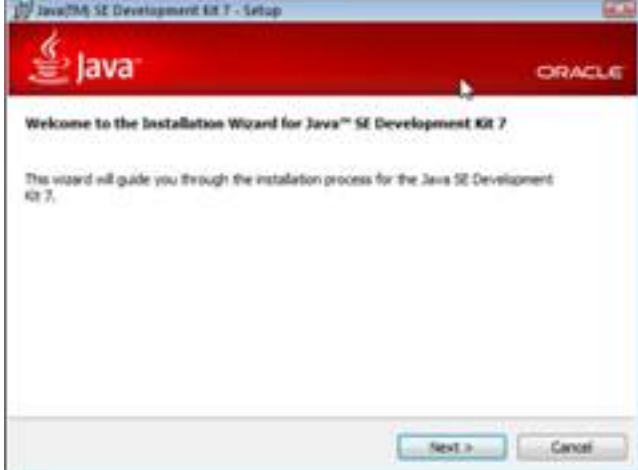 Java(TM) SE Development Kit 7 - Setup
Java™
ORACLE
Welcome to the Installation Wizard for Java™ SE Development Kit 7
This wizard will guide you through the installation process for the Java SE Development
Kit 7.
Next >
Cancel